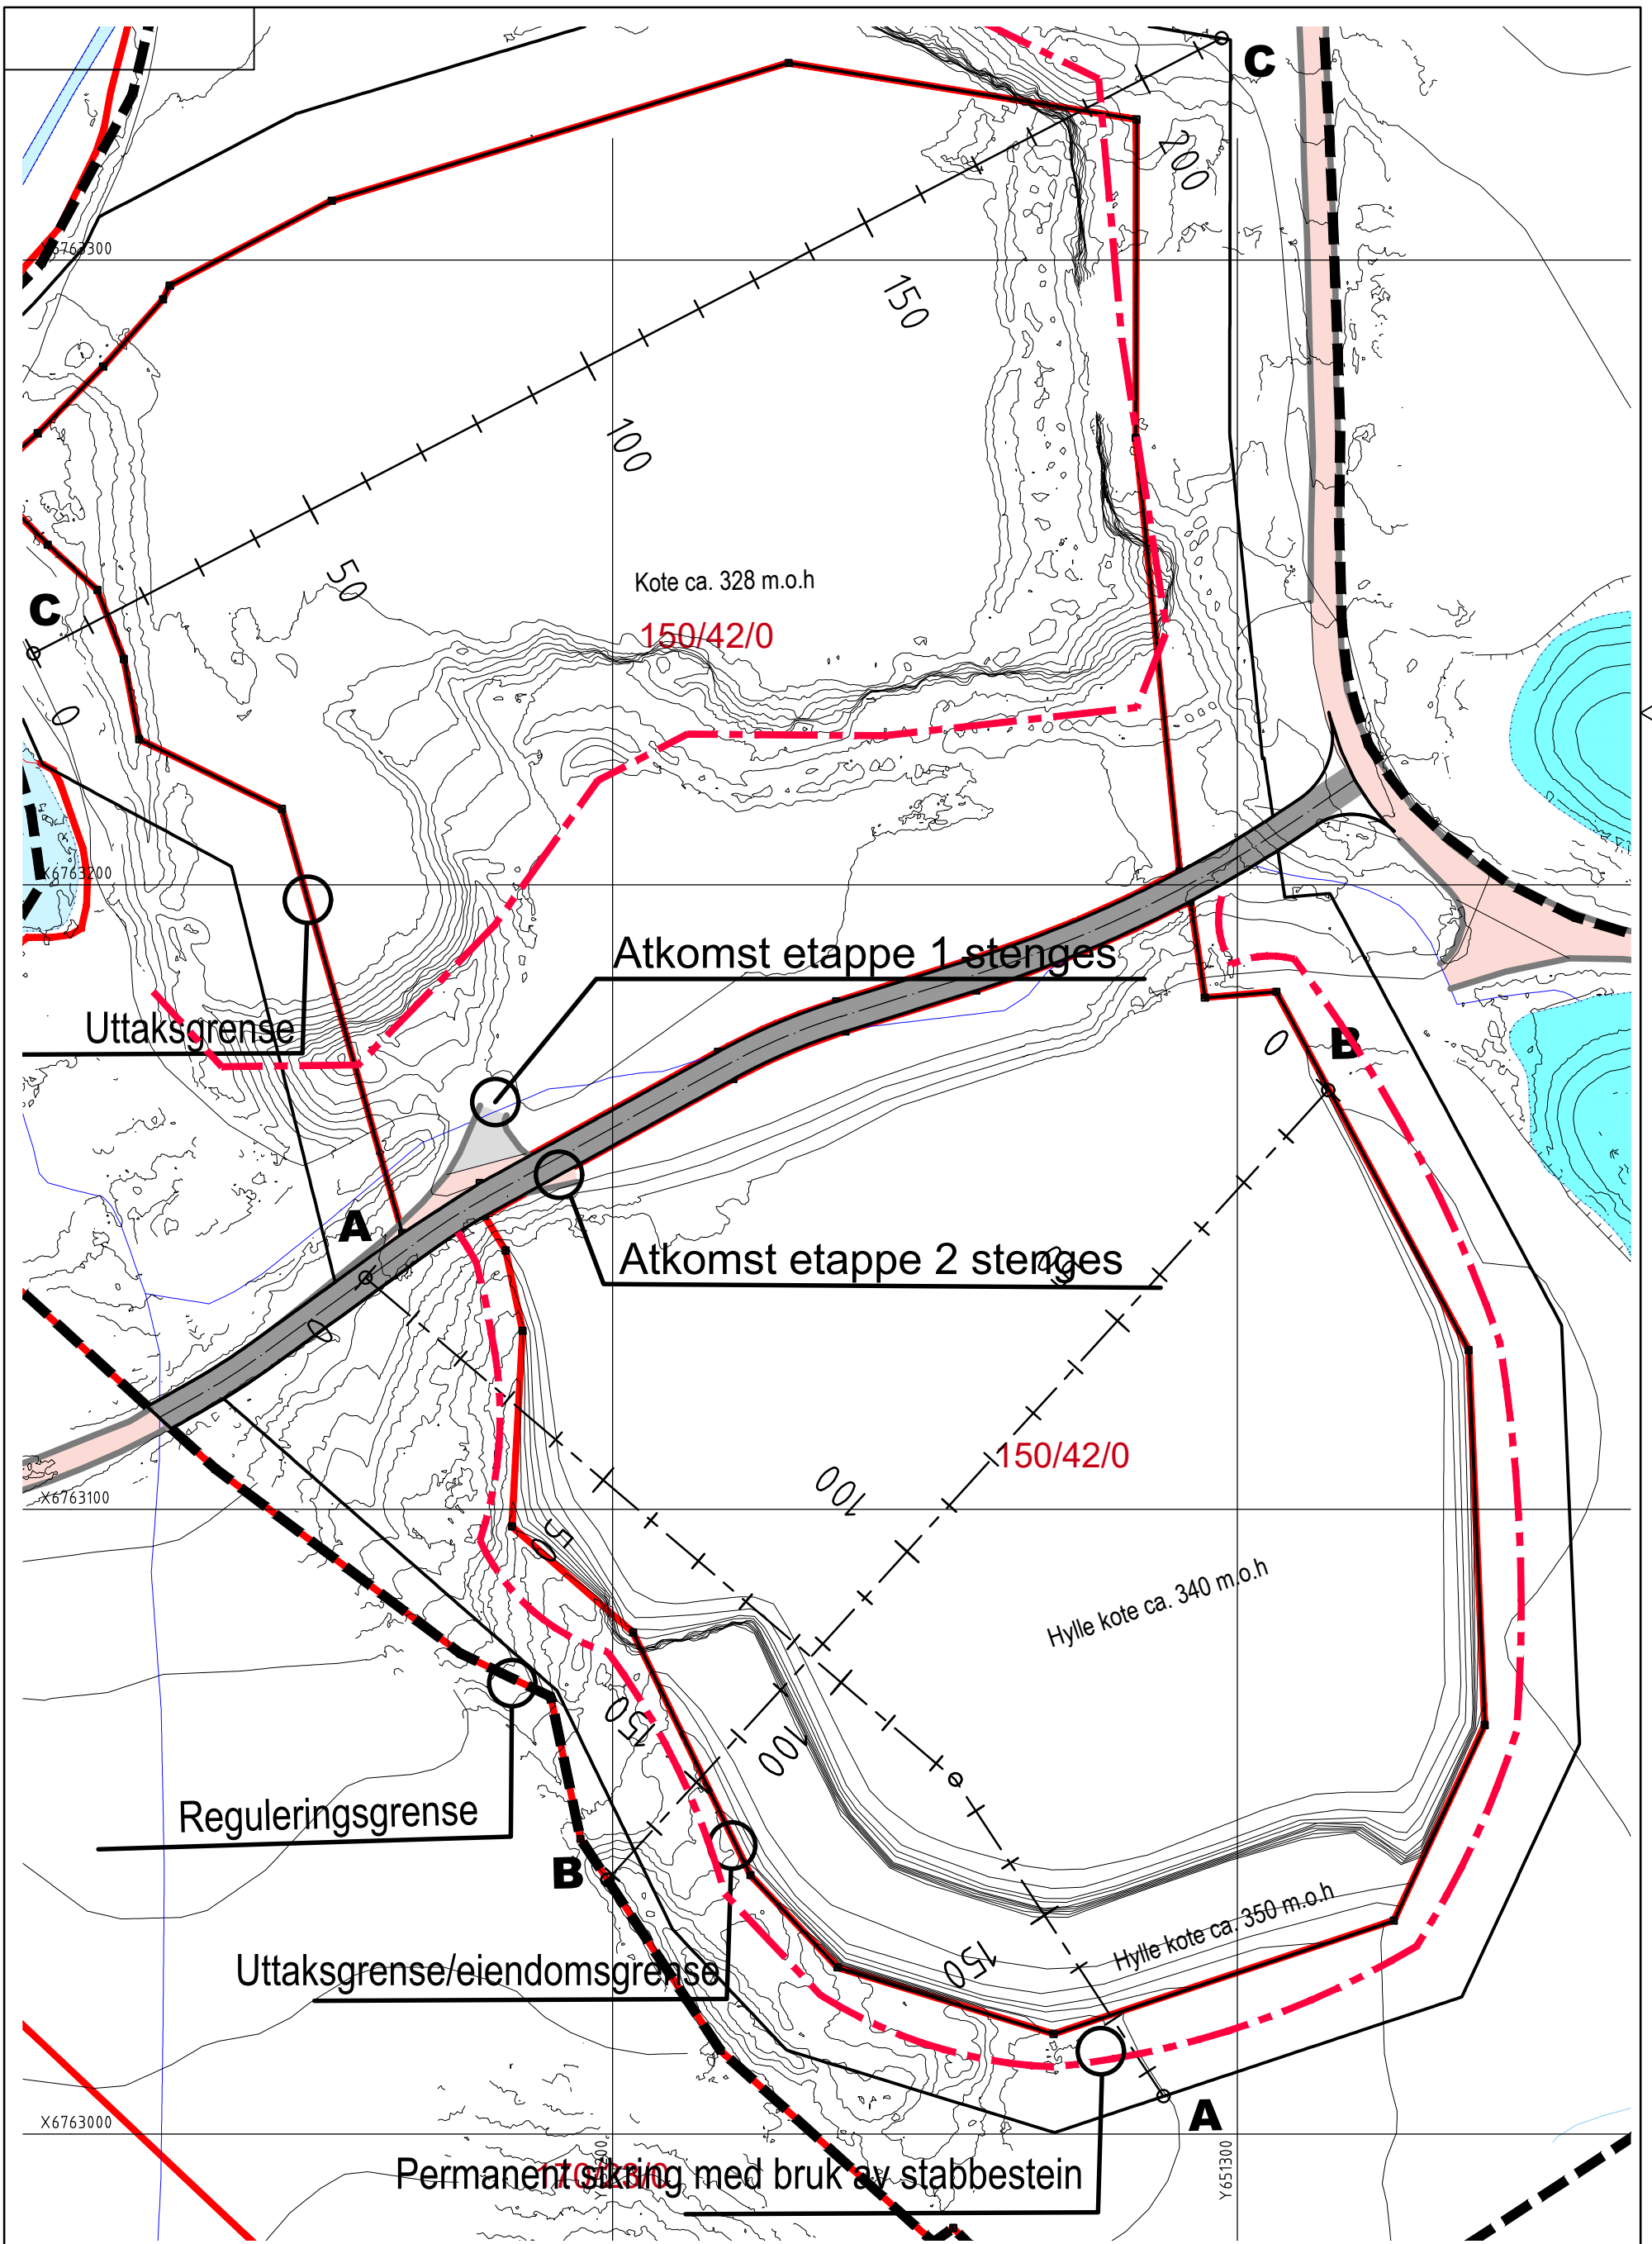 C
200
X6763300
150
100
50
Kote ca. 328 m.o.h
150/42/0
C
0
X6763200
Atkomst etappe 1 stenges
Uttaksgrense
0
B
A
Atkomst etappe 2 stenges
50
0
150/42/0
100
X6763100
50
Hylle kote ca. 340 m.o.h
150
100
Reguleringsgrense
B
Hylle kote ca. 350 m.o.h
150
Uttaksgrense/eiendomsgrense
A
X6763000
Y651300
Permanent sikring med bruk av stabbestein